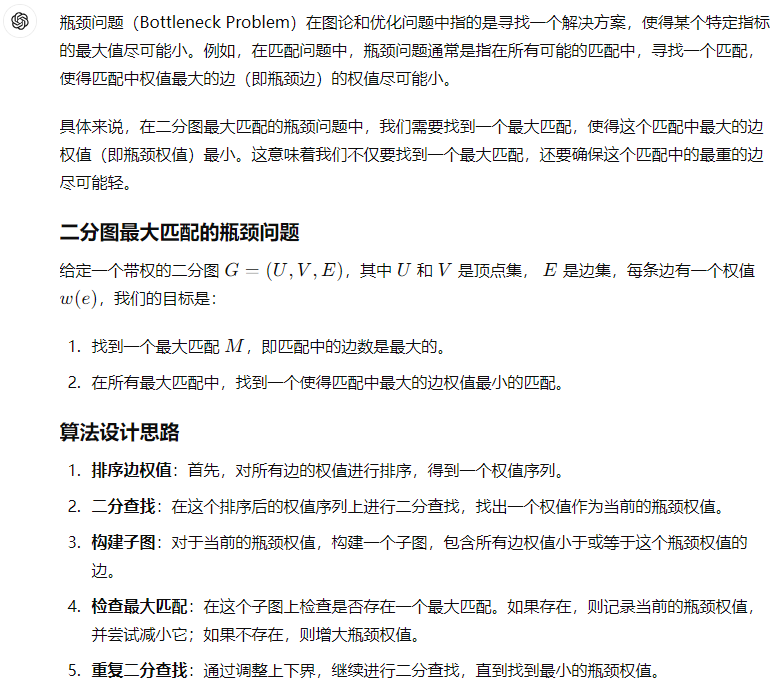 瓶颈问题（Bottleneck Problem）在图论和优化问题中指的是寻找一个解决方案，使得某个特定指标
的最大值尽可能小。例如，在匹配问题中，瓶颈问题通常是指在所有可能的匹配中，寻找一个匹配，
使得匹配中权值最大的边（即瓶颈边）的权值尽可能小。
具体来说，在二分图最大匹配的瓶颈问题中，我们需要找到一个最大匹配，使得这个匹配中最大的边
权值（即瓶颈权值）最小。这意味着我们不仅要找到一个最大匹配，还要确保这个匹配中的最重的边
尽可能轻。
二分图最大匹配的瓶颈问题
给定一个带权的二分图 G = (U, V, E)，其中 U 和 V 是顶点集， E 是边集，每条边有一个权值
w(e)，我们的目标是：
1. 找到一个最大匹配 M，即匹配中的边数是最大的。
2. 在所有最大匹配中，找到一个使得匹配中最大的边权值最小的匹配。
算法设计思路
1. 排序边权值：首先，对所有边的权值进行排序，得到一个权值序列。
2. 二分查找：在这个排序后的权值序列上进行二分查找，找出一个权值作为当前的瓶颈权值。
3. 构建子图：对于当前的瓶颈权值，构建一个子图，包含所有边权值小于或等于这个瓶颈权值的
边。
4. 检查最大匹配：在这个子图上检查是否存在一个最大匹配。如果存在，则记录当前的瓶颈权值，
并尝试减小它；如果不存在，则增大瓶颈权值。
5. 重复二分查找：通过调整上下界，继续进行二分查找，直到找到最小的瓶颈权值。